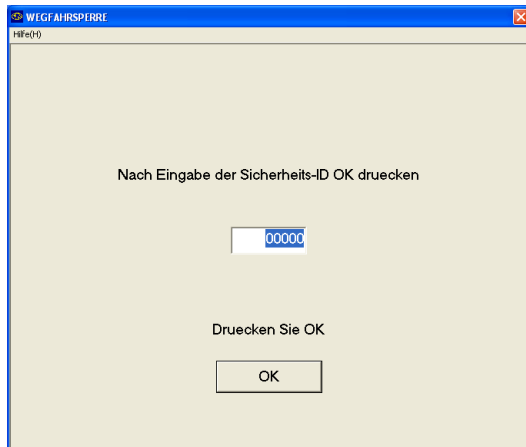 WEGFAHRSPERRE
Hilfe(H)
Nach Eingabe der Sicherheits-ID OK druecken
00000
Druecken Sie OK
OK